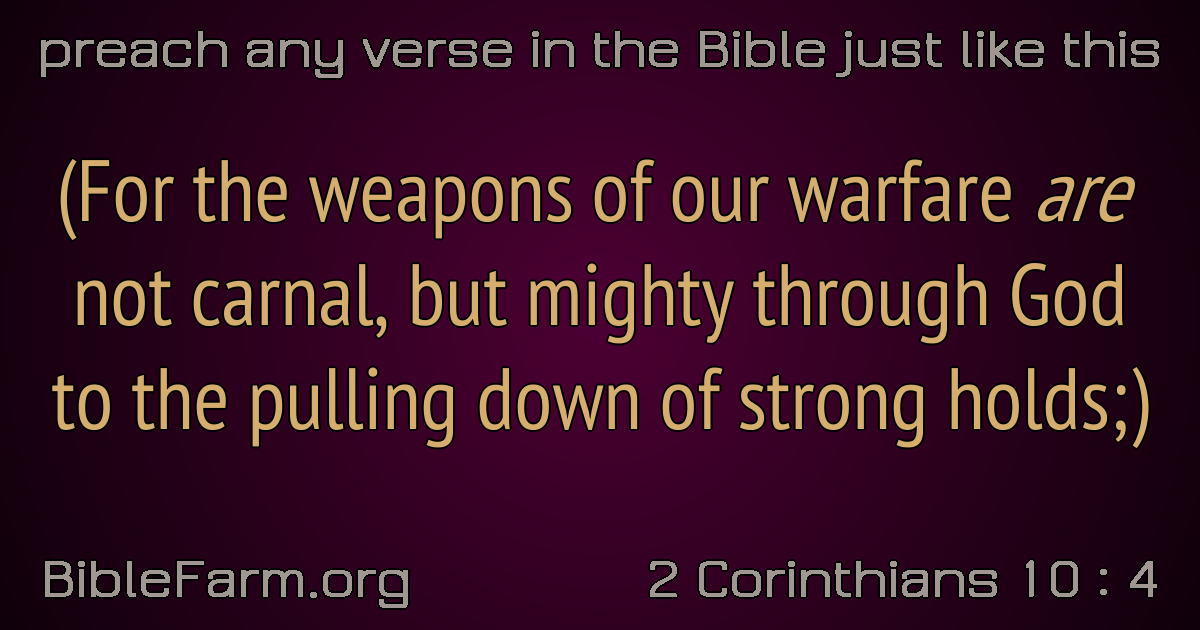 preach any verse in the Bible just like this
(For the weapons of our warfare are
not carnal, but mighty through God
to the pulling down of strong holds;)
BibleFarm.org
2 Corinthians 10 : 4